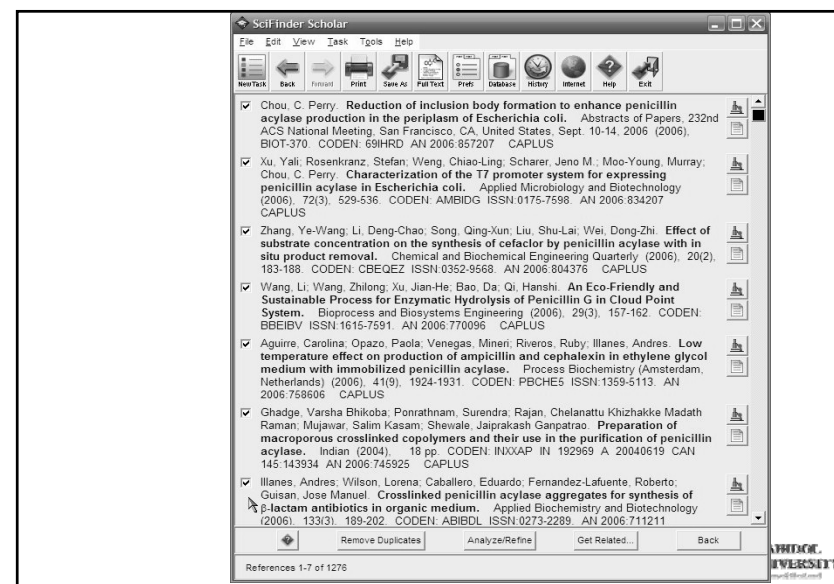 SciFinder Scholar
File Edit View Task Tools Help
New Task Back Forward Print Save As Full Text Prefs Database History Internet Help Exit
Chou, C. Perry. Reduction of inclusion body formation to enhance penicillin
acylase production in the periplasm of Escherichia coli. Abstracts of Papers, 232nd
ACS National Meeting, San Francisco, CA, United States, Sept. 10-14, 2006 (2006),
BIOT-370. CODEN: 69IHRD AN 2006:857207 CAPLUS
Xu, Yali; Rosenkranz, Stefan; Weng, Chiao-Ling; Scharer, Jeno M.; Moo-Young, Murray;
Chou, C. Perry. Characterization of the T7 promoter system for expressing
penicillin acylase in Escherichia coli. Applied Microbiology and Biotechnology
(2006), 72(3), 529-536. CODEN: AMBIDG ISSN:0175-7598. AN 2006:834207
CAPLUS
Zhang, Ye-Wang; Li, Deng-Chao; Song, Qing-Xun; Liu, Shu-Lai; Wei, Dong-Zhi. Effect of
substrate concentration on the synthesis of cefaclor by penicillin acylase with in
situ product removal. Chemical and Biochemical Engineering Quarterly (2006), 20(2),
183-188. CODEN: CBEQEZ ISSN:0352-9568. AN 2006:804376 CAPLUS
Wang, Li; Wang, Zhilong; Xu, Jian-He; Bao, Da; Qi, Hanshi. An Eco-Friendly and
Sustainable Process for Enzymatic Hydrolysis of Penicillin G in Cloud Point
System. Bioprocess and Biosystems Engineering (2006), 29(3), 157-162. CODEN:
BBEIBV ISSN:1615-7591. AN 2006:770096 CAPLUS
Aguirre, Carolina; Opazo, Paola; Venegas, Mineri; Riveros, Ruby; Illanes, Andres. Low
temperature effect on production of ampicillin and cephalexin in ethylene glycol
medium with immobilized penicillin acylase. Process Biochemistry (Amsterdam,
Netherlands) (2006), 41(9), 1924-1931. CODEN: PBCHE5 ISSN:1359-5113. AN
2006:758606 CAPLUS
Ghadge, Varsha Bhikoba; Ponrathnam, Surendra; Rajan, Chelanattu Khizhakke Madath
Raman; Mujawar, Salim Kasam; Shewale, Jaiprakash Ganpatrao. Preparation of
macroporous crosslinked copolymers and their use in the purification of penicillin
acylase. Indian (2004), 18 pp. CODEN: INXXAP IN 192969 A 20040619 CAN
145:143934 AN 2006:745925 CAPLUS
Illanes, Andres; Wilson, Lorena; Caballero, Eduardo; Fernandez-Lafuente, Roberto;
Guisan, Jose Manuel. Crosslinked penicillin acylase aggregates for synthesis of
β-lactam antibiotics in organic medium. Applied Biochemistry and Biotechnology
(2006), 133(3), 189-202. CODEN: ABIBDL ISSN:0273-2289. AN 2006:711211
Remove Duplicates Analyze/Refine Get Related... Back
References 1-7 of 1276